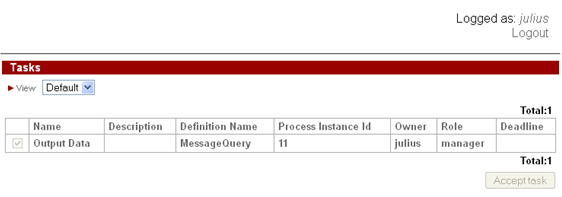 Logged as: julius
Logout
Tasks
View Default
Total:1
Name Description Definition Name Process Instance Id Owner Role Deadline
Output Data MessageQuery 11 julius manager
Total:1
Accept task